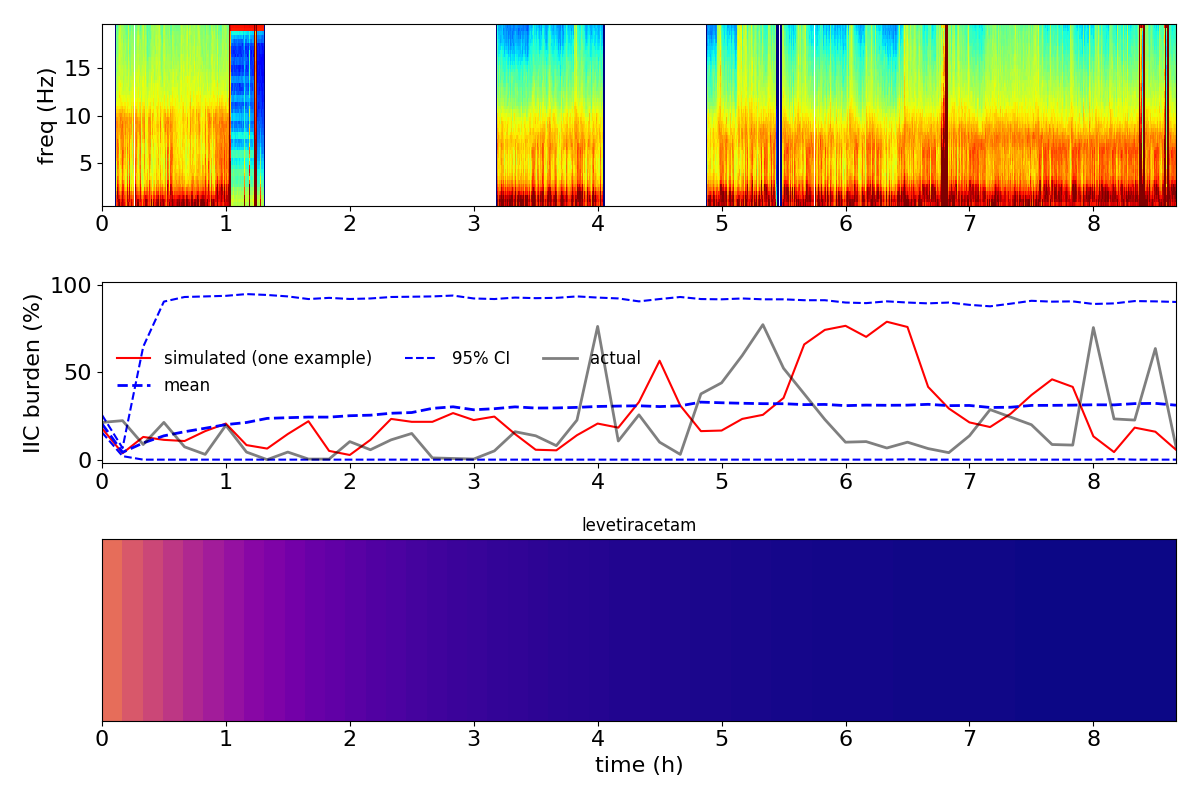 freq (Hz)
15
10
5
0 1 2 3 4 5 6 7 8
IIC burden (%)
100
50
0
simulated (one example) 95% CI actual
mean
0 1 2 3 4 5 6 7 8
levetiracetam
0 1 2 3 4 5 6 7 8
time (h)